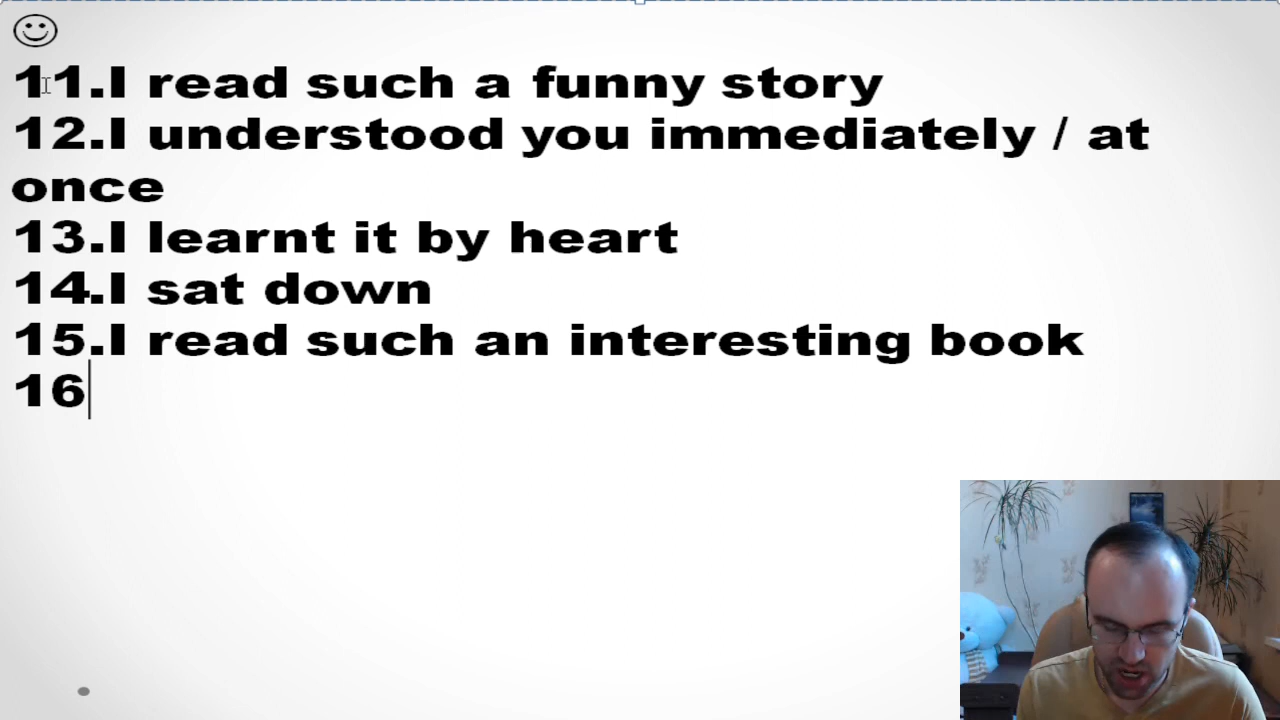 11.I read such a funny story
12.I understood you immediately / at
once
13.I learnt it by heart
14.I sat down
15.I read such an interesting book
16